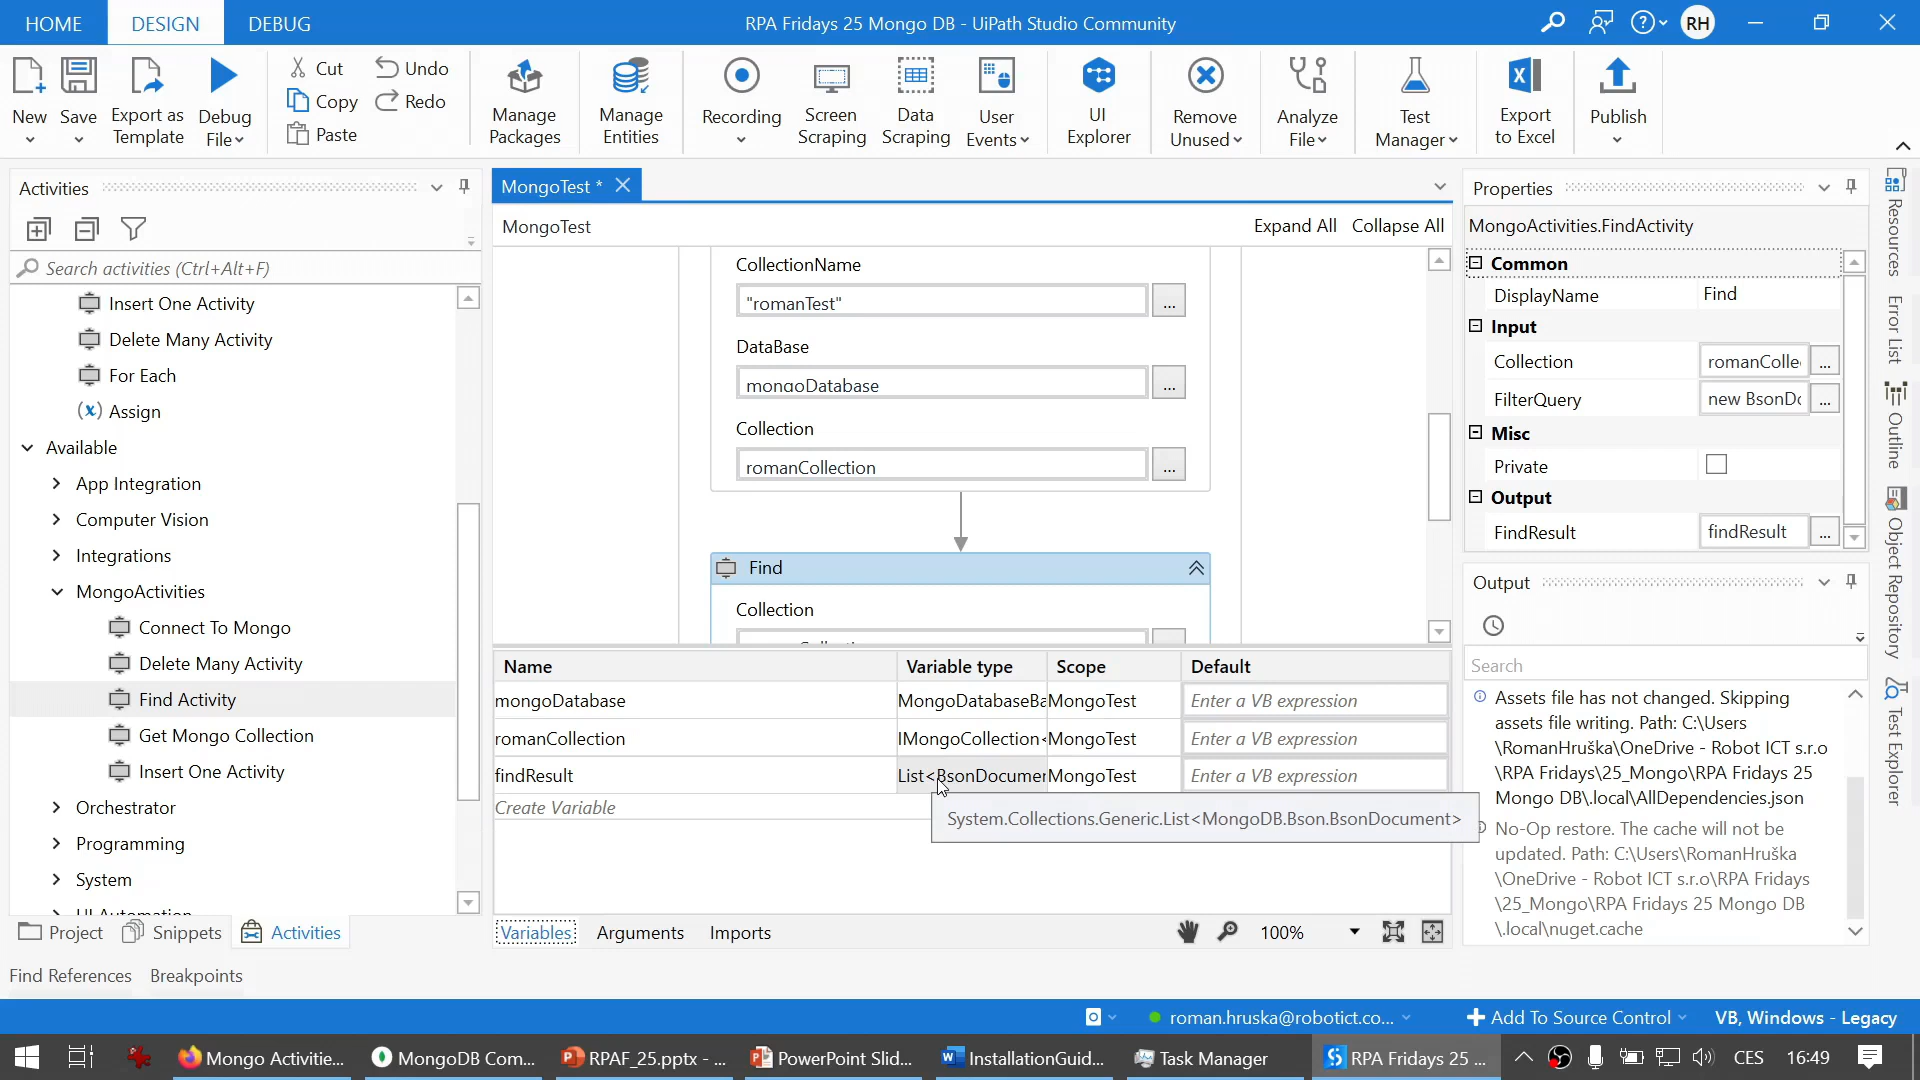 HOME DESIGN DEBUG
RPA Fridays 25 Mongo DB - UiPath Studio Community
RH
New
Save
Export as
Template
Debug
File
Cut
Copy
Paste
Undo
Redo
Manage
Packages
Manage
Entities
Recording
Screen
Scraping
Data
Scraping
User
Events
UI
Explorer
Remove
Unused
Analyze
File
Test
Manager
Export
to Excel
Publish
Activities
Search activities (Ctrl+Alt+F)
Insert One Activity
Delete Many Activity
For Each
Assign
Available
App Integration
Computer Vision
Integrations
MongoActivities
Connect To Mongo
Delete Many Activity
Find Activity
Get Mongo Collection
Insert One Activity
Orchestrator
Programming
System
Project Snippets Activities
MongoTest *
MongoTest
Expand All Collapse All
CollectionName
"romanTest"
...
DataBase
mongoDatabase
...
Collection
romanCollection
...
Find
Collection
Name Variable type Scope Default
mongoDatabase MongoDatabaseBa MongoTest Enter a VB expression
romanCollection IMongoCollection< MongoTest Enter a VB expression
findResult List<BsonDocumen MongoTest Enter a VB expression
Create Variable
System.Collections.Generic.List<MongoDB.Bson.BsonDocument>
Variables Arguments Imports
100%
Properties
MongoActivities.FindActivity
Common
DisplayName Find
Input
Collection romanColle ...
FilterQuery new BsonDo ...
Misc
Private
Output
FindResult findResult ...
Output
Search
Assets file has not changed. Skipping
assets file writing. Path: C:\Users
\RomanHruška\OneDrive - Robot ICT s.r.o
\RPA Fridays\25_Mongo\RPA Fridays 25
Mongo DB\.local\AllDependencies.json
No-Op restore. The cache will not be
updated. Path: C:\Users\RomanHruška
\OneDrive - Robot ICT s.r.o\RPA Fridays
\25_Mongo\RPA Fridays 25 Mongo DB
\.local\nuget.cache
Resources
Error List
Outline
Object Repository
Test Explorer
Find References Breakpoints
roman.hruska@robotict.co...
Add To Source Control
VB, Windows - Legacy
Mongo Activitie...
MongoDB Com...
RPAF_25.pptx - ...
PowerPoint Slid...
InstallationGuid...
Task Manager
RPA Fridays 25 ...
CES
16:49